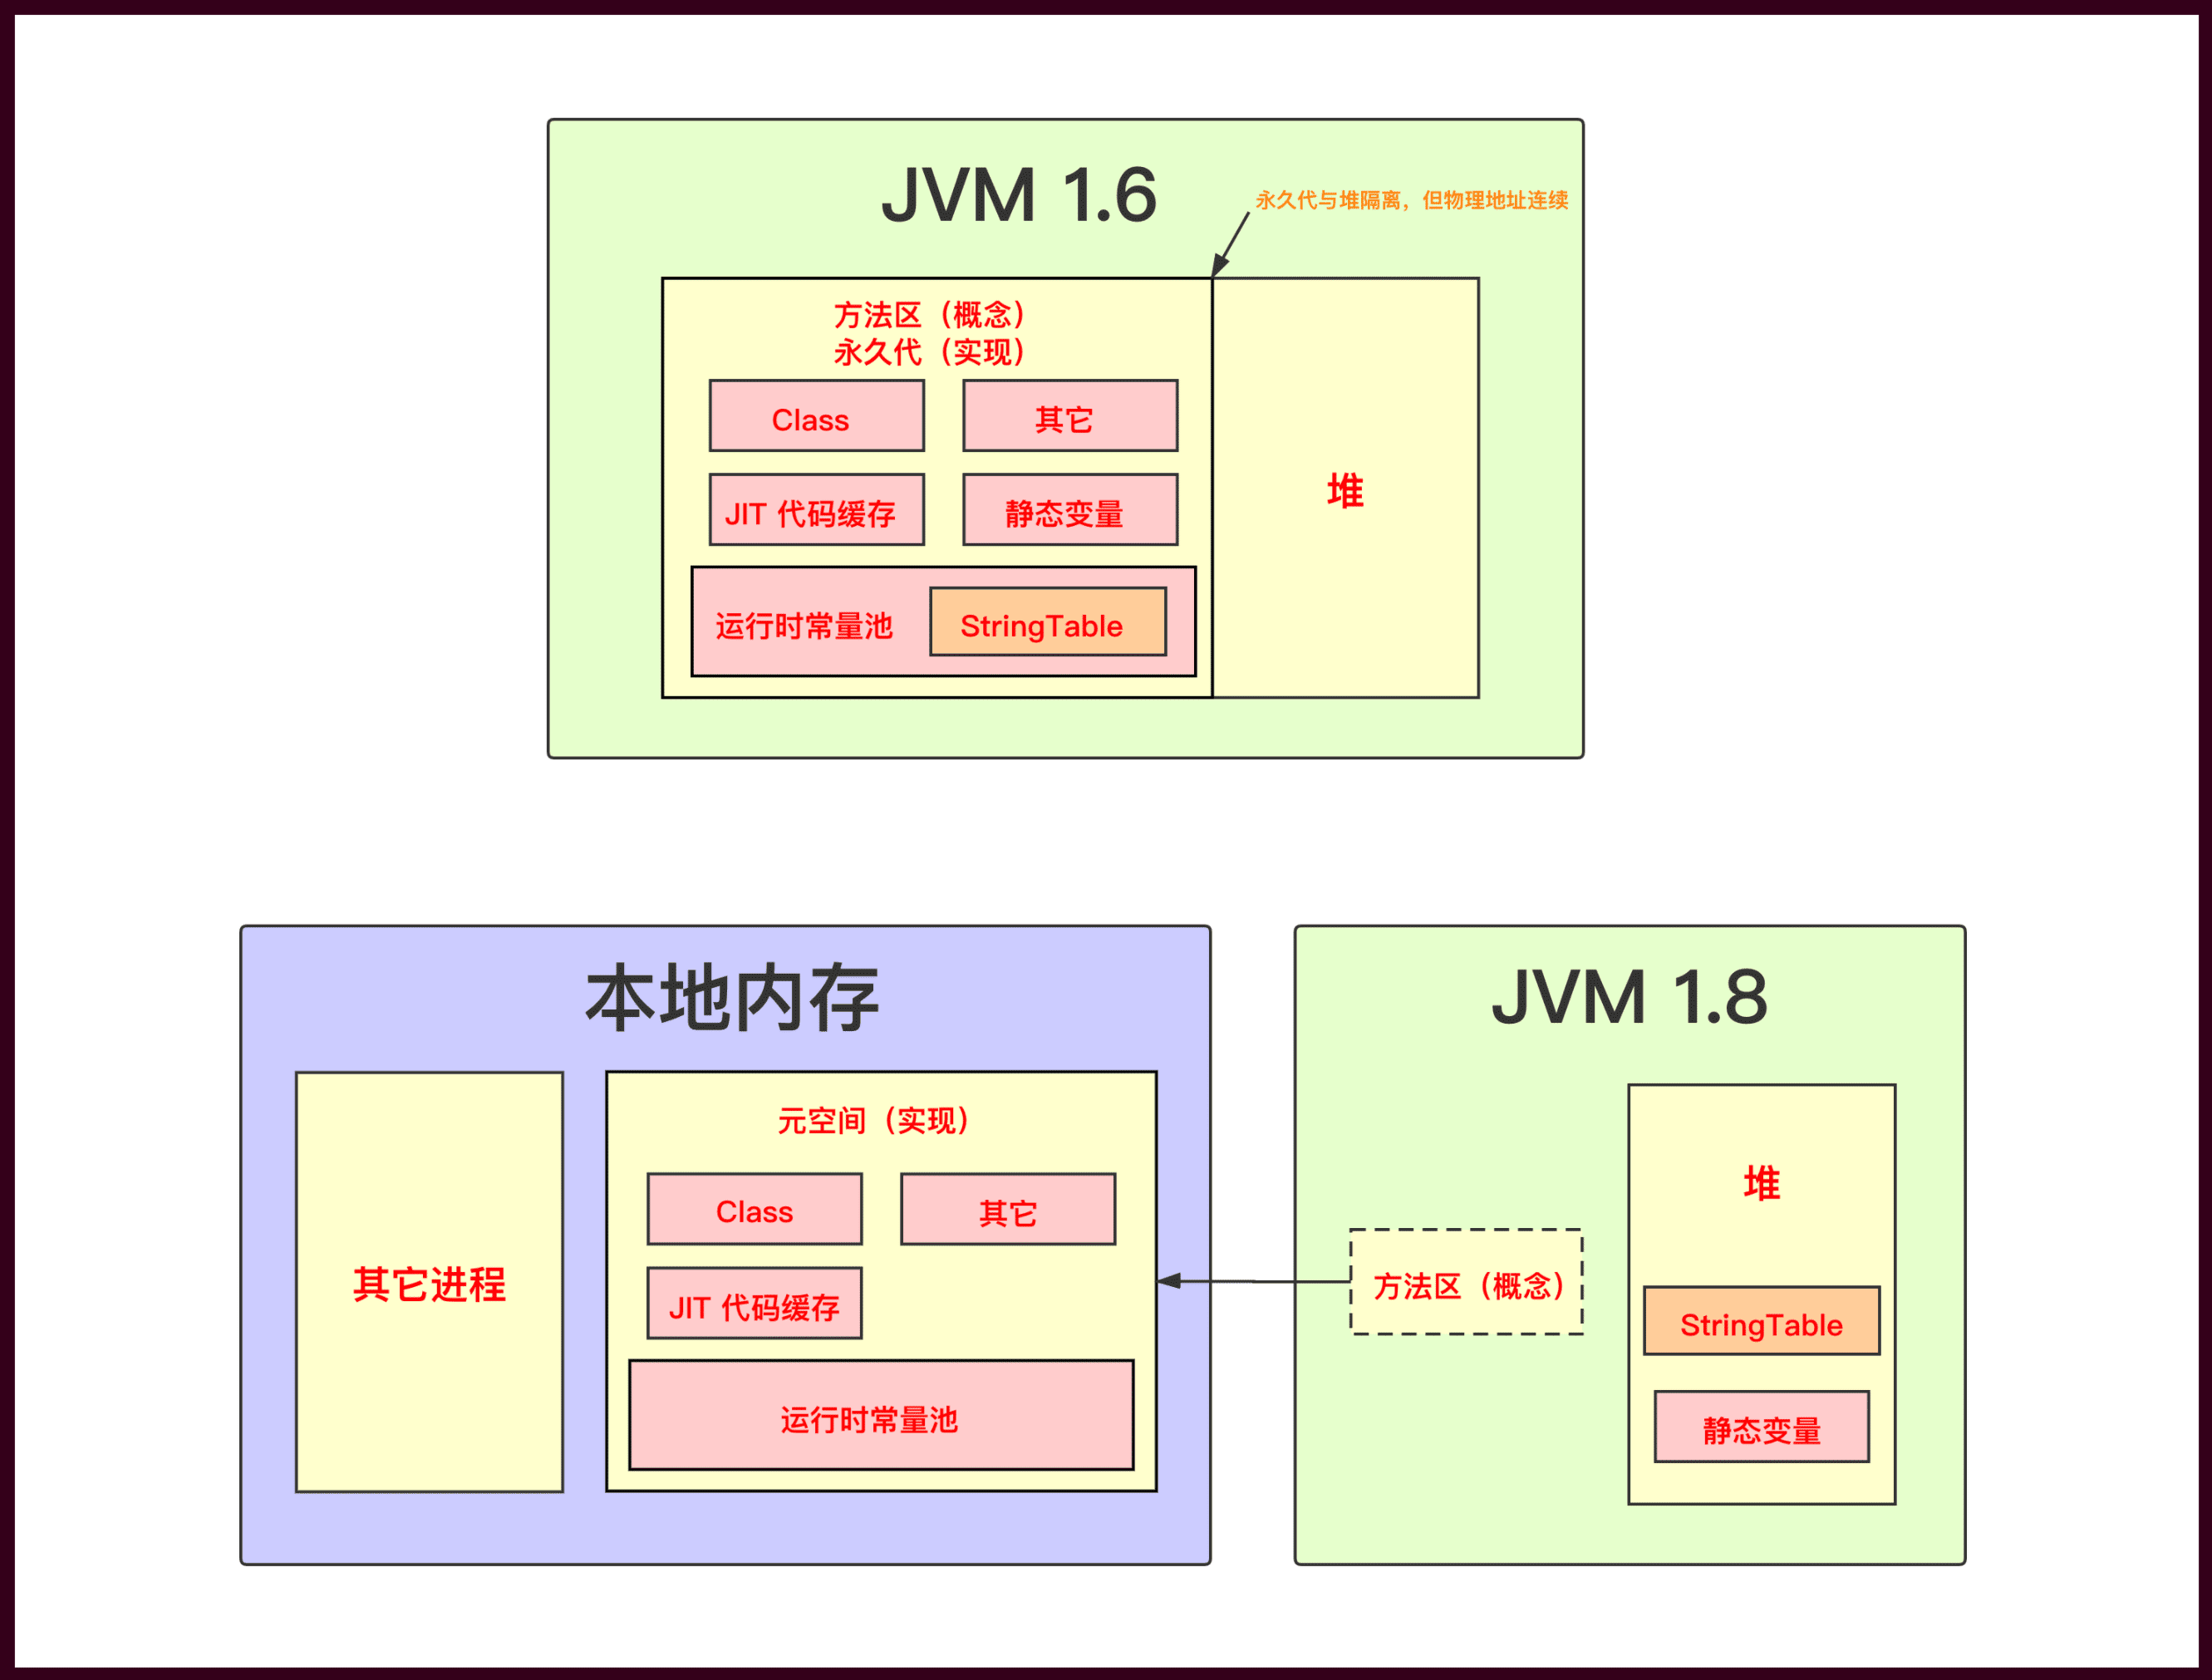 JVM 1.6
永久代与堆隔离，但物理地址连续
方法区（概念）
永久代（实现）
Class
其它
JIT 代码缓存
静态变量
运行时常量池
StringTable
堆
本地内存
其它进程
元空间（实现）
Class
其它
JIT 代码缓存
运行时常量池
JVM 1.8
方法区（概念）
堆
StringTable
静态变量